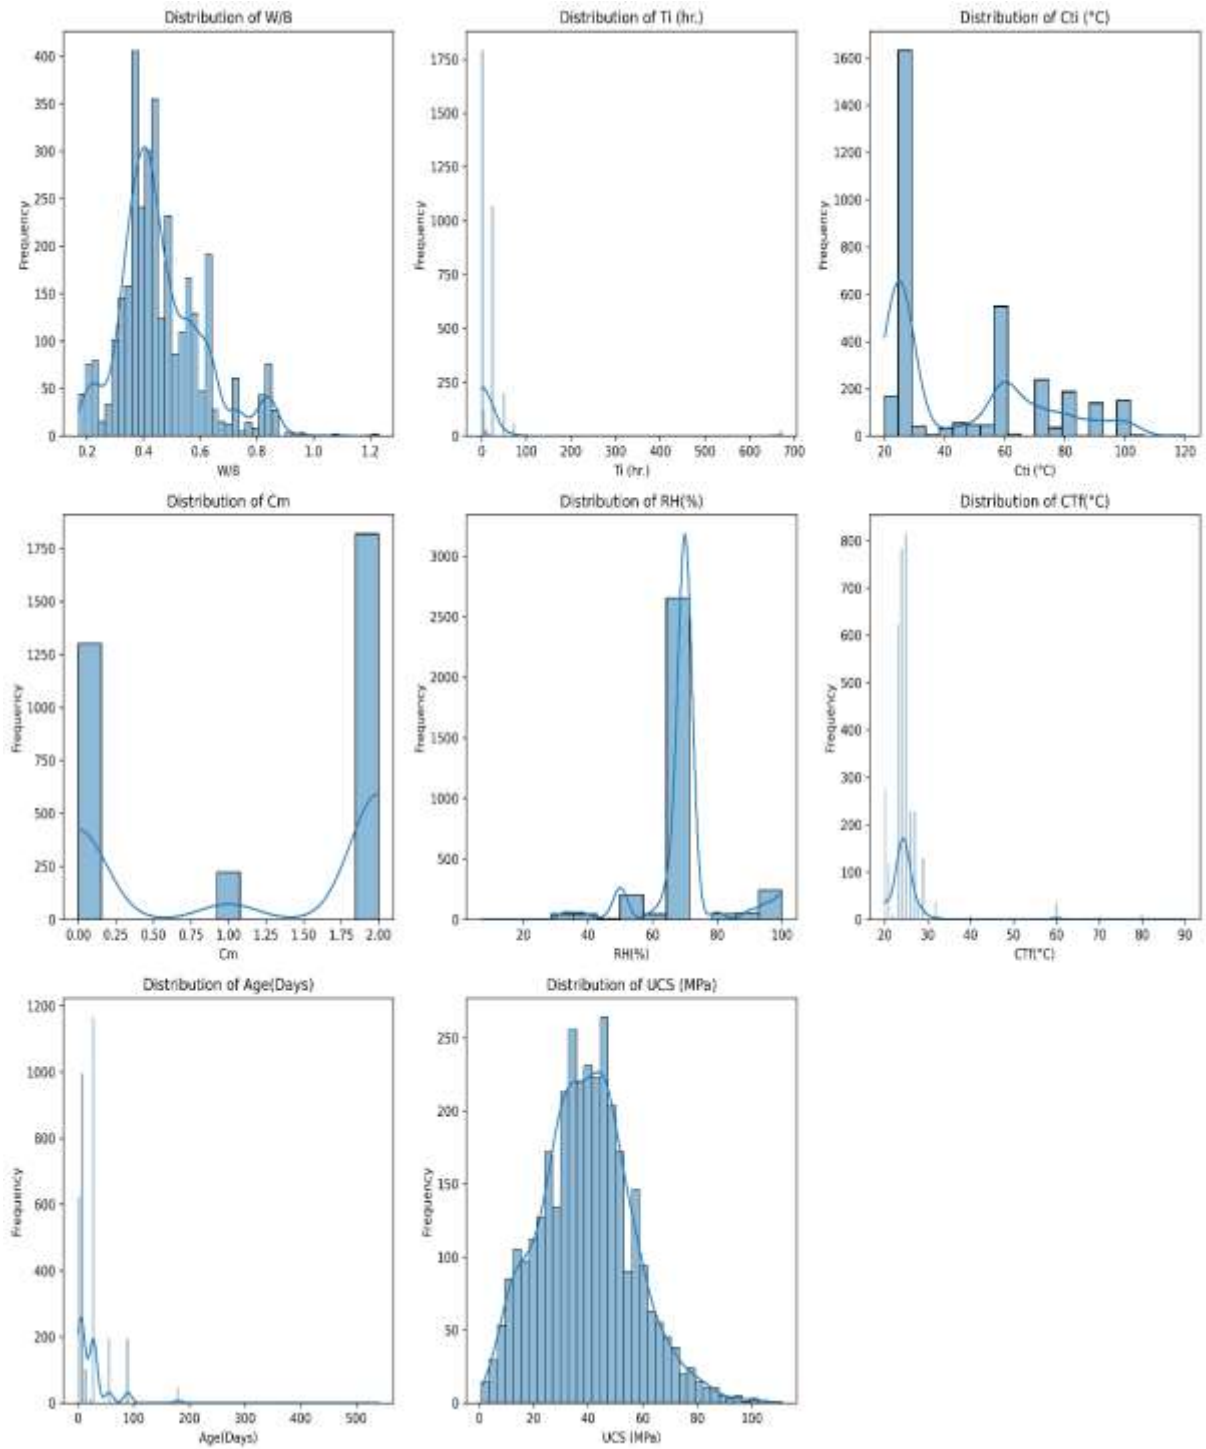 Distribution of W/B
400
350
300
250
200
150
100
50
0
Frequency
0.2 0.4 0.6 0.8 1.0 1.2
W/B
Distribution of Ti (hr.)
1750
1500
1250
1000
750
500
250
0
Frequency
0 100 200 300 400 500 600 700
Ti (hr.)
Distribution of Cti (°C)
1600
1400
1200
1000
800
600
400
200
0
Frequency
20 40 60 80 100 120
Cti (°C)
Distribution of Cm
1750
1500
1250
1000
750
500
250
0
Frequency
0.00 0.25 0.50 0.75 1.00 1.25 1.50 1.75 2.00
Cm
Distribution of RH(%)
3000
2500
2000
1500
1000
500
0
Frequency
20 40 60 80 100
RH(%)
Distribution of CTf(°C)
800
700
600
500
400
300
200
100
0
Frequency
20 30 40 50 60 70 80 90
CTf(°C)
Distribution of Age(Days)
1200
1000
800
600
400
200
0
Frequency
0 100 200 300 400 500
Age(Days)
Distribution of UCS (MPa)
250
200
150
100
50
0
Frequency
0 20 40 60 80 100
UCS (MPa)